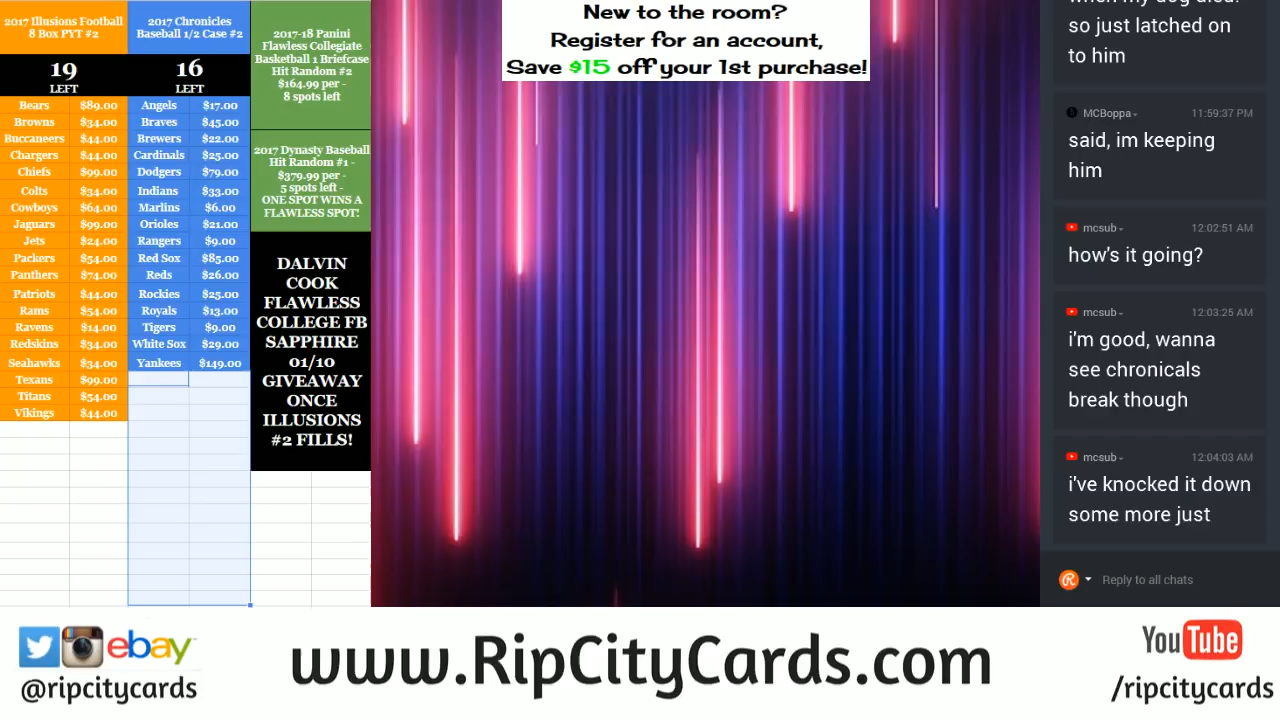 2017 Illusions Football
8 Box PYT #2
19
LEFT
Bears $89.00
Browns $34.00
Buccaneers $44.00
Chargers $44.00
Chiefs $99.00
Colts $34.00
Cowboys $64.00
Jaguars $99.00
Jets $24.00
Packers $54.00
Panthers $74.00
Patriots $44.00
Rams $54.00
Ravens $14.00
Redskins $34.00
Seahawks $34.00
Texans $99.00
Titans $54.00
Vikings $44.00
2017 Chronicles
Baseball 1/2 Case #2
16
LEFT
Angels $17.00
Braves $45.00
Brewers $22.00
Cardinals $25.00
Dodgers $79.00
Indians $33.00
Marlins $6.00
Orioles $21.00
Rangers $9.00
Red Sox $85.00
Reds $26.00
Rockies $25.00
Royals $13.00
Tigers $9.00
White Sox $29.00
Yankees $149.00
2017-18 Panini
Flawless Collegiate
Basketball 1 Briefcase
Hit Random #2
$164.99 per -
8 spots left
2017 Dynasty Baseball
Hit Random #1 -
$379.99 per -
5 spots left -
ONE SPOT WINS A
FLAWLESS SPOT!
DALVIN
COOK
FLAWLESS
COLLEGE FB
SAPPHIRE
01/10
GIVEAWAY
ONCE
ILLUSIONS
#2 FILLS!
New to the room?
Register for an account,
Save $15 off your 1st purchase!
when my dog died.
so just latched on
to him
MCBoppa 11:59:37 PM
said, im keeping
him
mcsub 12:02:51 AM
how's it going?
mcsub 12:03:25 AM
i'm good, wanna
see chronicals
break though
mcsub 12:04:03 AM
i've knocked it down
some more just
Reply to all chats
ebay
@ripcitycards
www.RipCityCards.com
YouTube
/ripcitycards